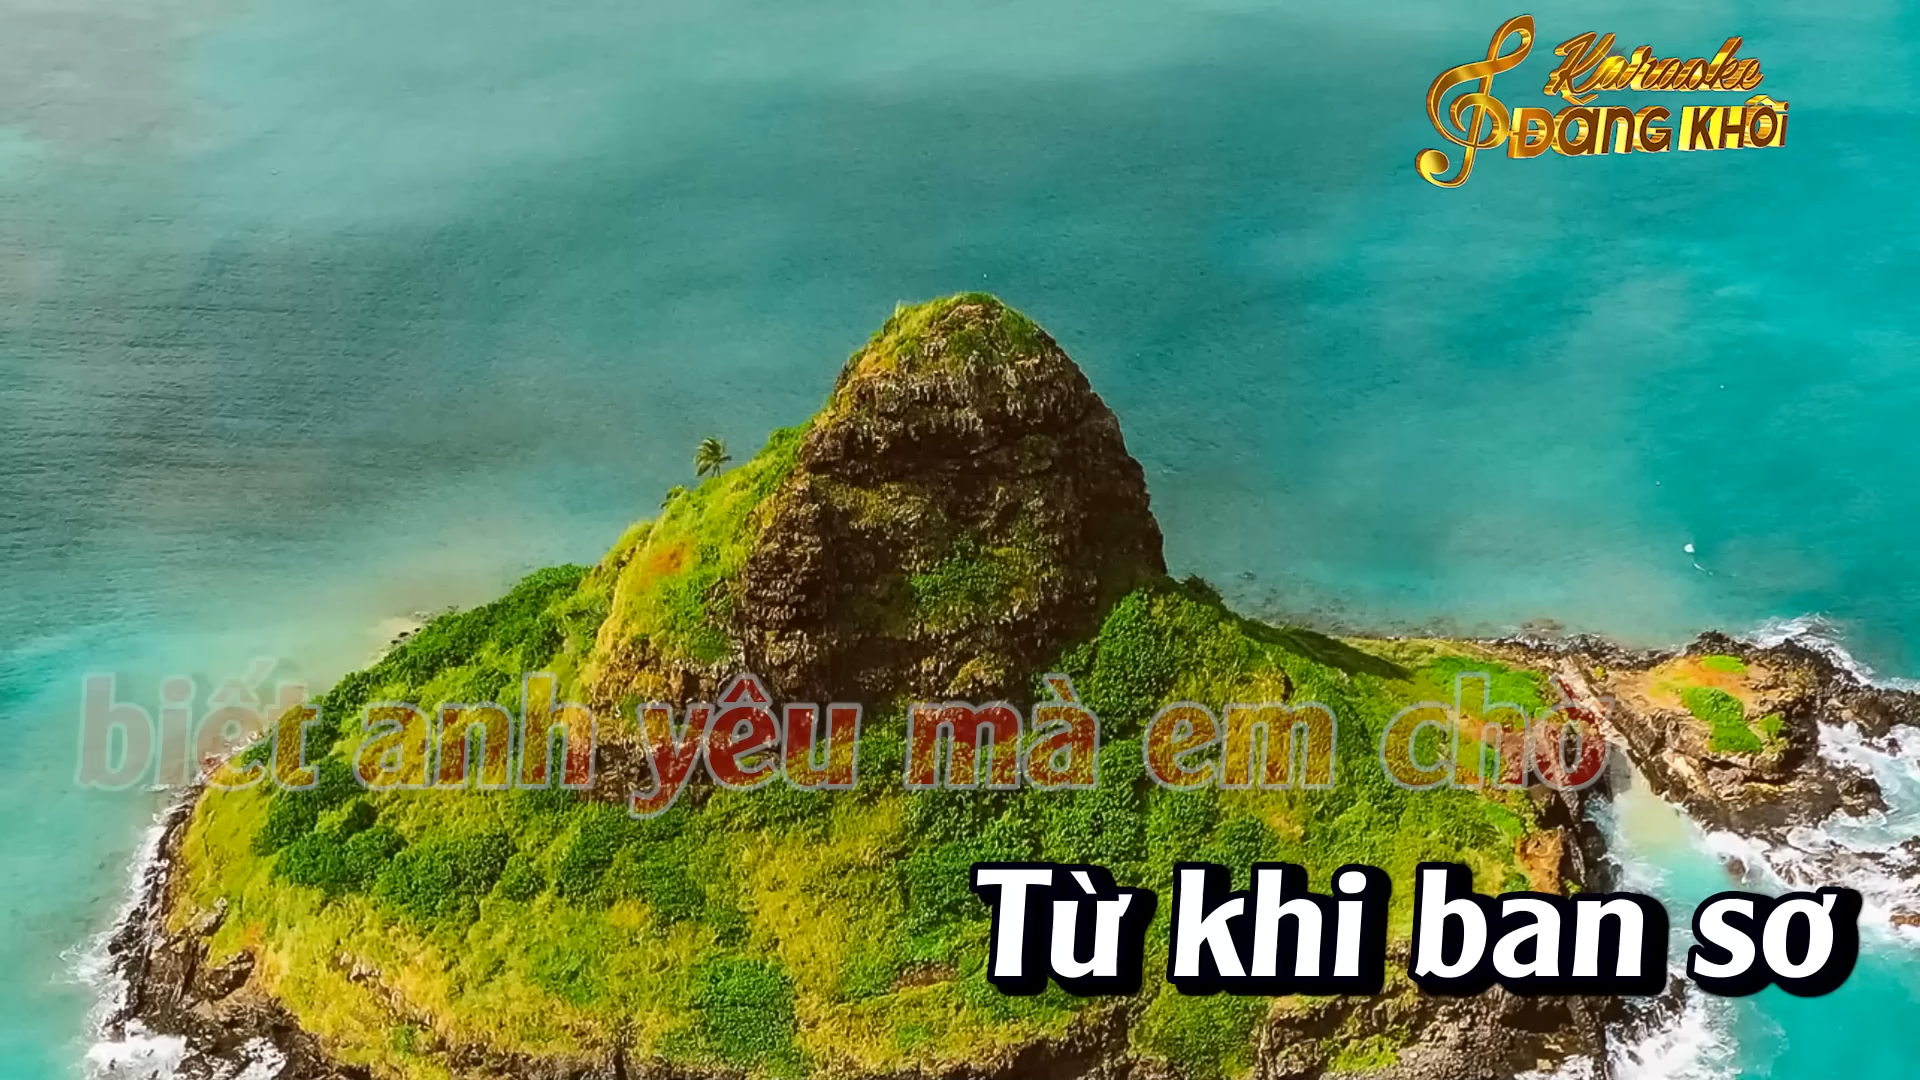 Karaoke
ĐĂNG KHÔI
biết anh yêu mà em chờ
Từ khi ban sơ